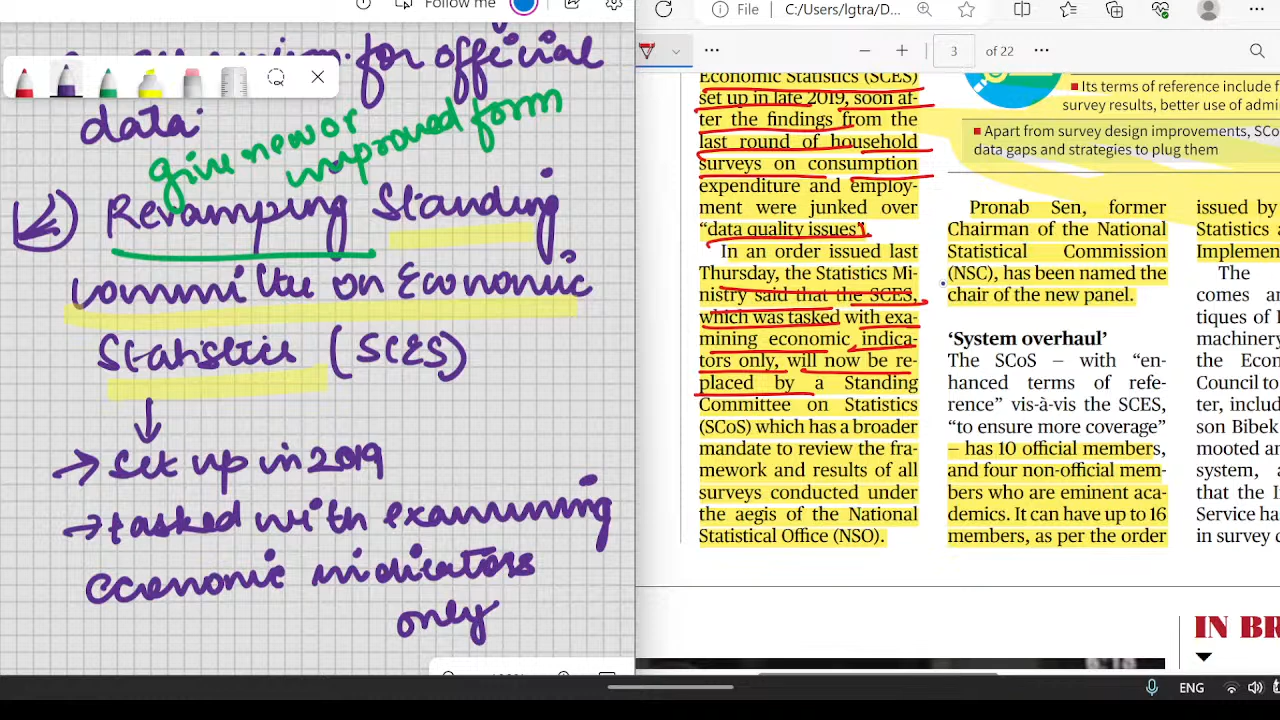 Follow me
for official
data:
give new or
improved form
Revamping Standing
committee on Economic
Statistics (SCES)
→ Set up in 2019
→ tasked with examining
economic indicators
only
File
C:/Users/lgtra/D...
3 of 22
Economic Statistics (SCES)
set up in late 2019, soon af-
ter the findings from the
last round of household
surveys on consumption
expenditure and employ-
ment were junked over
“data quality issues”.
In an order issued last
Thursday, the Statistics Mi-
nistry said that the SCES,
which was tasked with exa-
mining economic indica-
tors only, will now be re-
placed by a Standing
Committee on Statistics
(SCoS) which has a broader
mandate to review the fra-
mework and results of all
surveys conducted under
the aegis of the National
Statistical Office (NSO).
■ Its terms of reference include f
survey results, better use of admi
■ Apart from survey design improvements, SCo
data gaps and strategies to plug them
Pronab Sen, former
Chairman of the National
Statistical Commission
(NSC), has been named the
chair of the new panel.
‘System overhaul’
The SCoS – with “en-
hanced terms of refe-
rence” vis-à-vis the SCES,
“to ensure more coverage”
– has 10 official members,
and four non-official mem-
bers who are eminent aca-
demics. It can have up to 16
members, as per the order
issued by
Statistics a
Implemen
The
comes an
tiques of I
machinery
the Econ
Council to
ter, includ
son Bibek
mooted an
system, a
that the I
Service ha
in survey d
IN BR
ENG